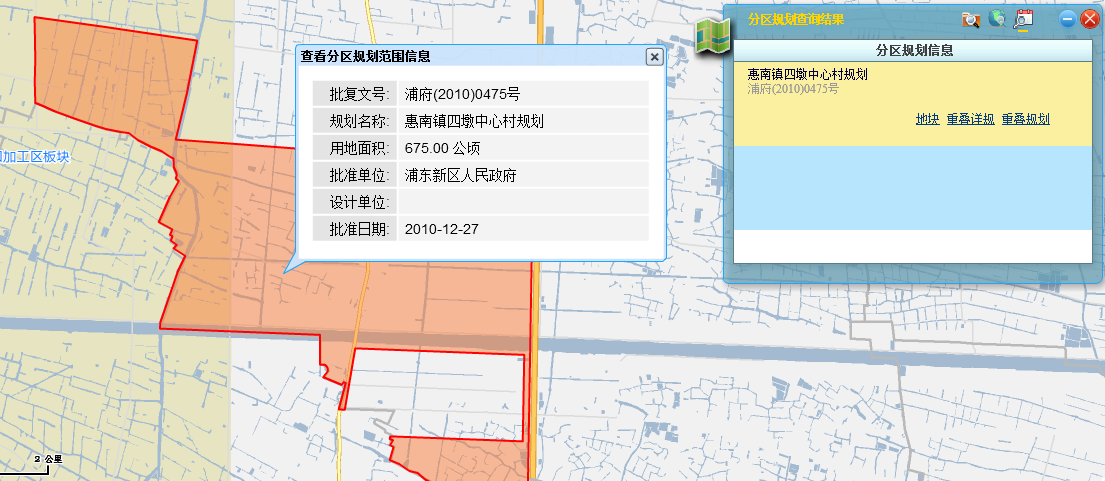 分区规划查询结果
分区规划信息
惠南镇四墩中心村规划
浦府(2010)0475号
地块 重叠详规 重叠规划
查看分区规划范围信息
批复文号: 浦府(2010)0475号
规划名称: 惠南镇四墩中心村规划
用地面积: 675.00 公顷
批准单位: 浦东新区人民政府
设计单位:
批准日期: 2010-12-27
加工区板块
2 公里